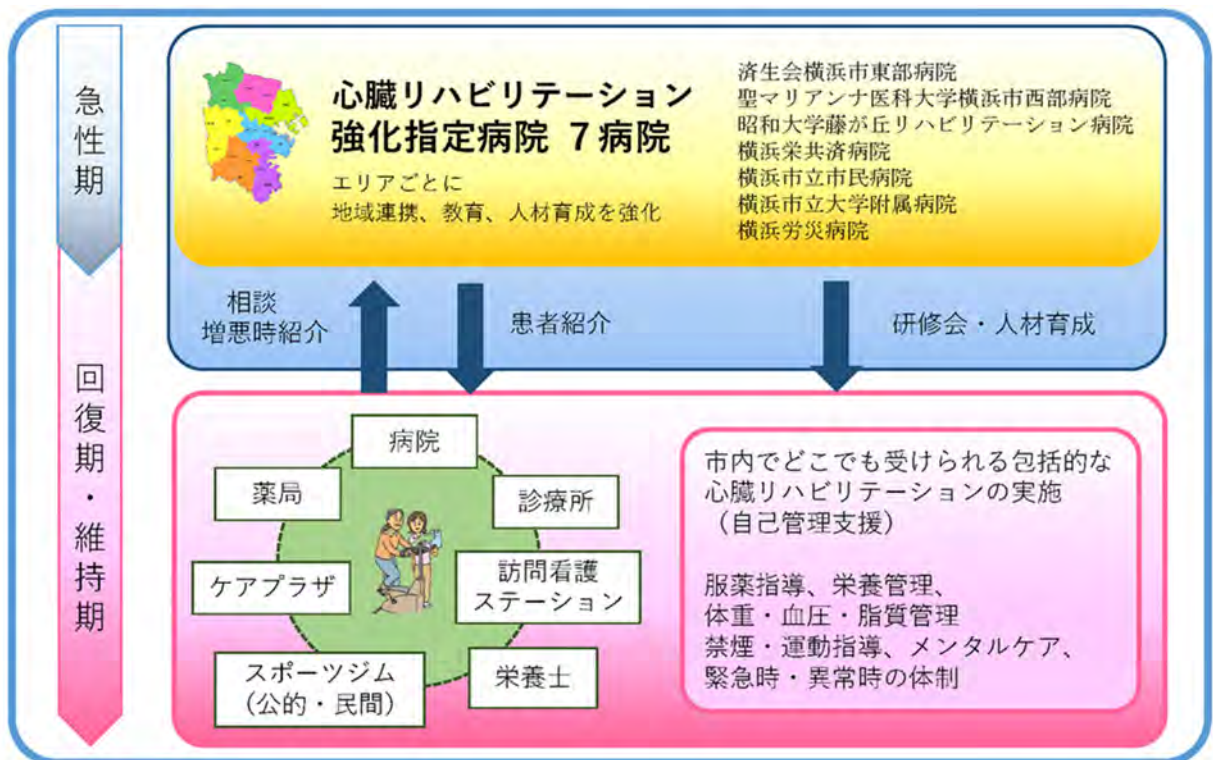 急性期
心臓リハビリテーション
強化指定病院 7病院
エリアごとに
地域連携、教育、人材育成を強化
済生会横浜市東部病院
聖マリアンナ医科大学横浜市西部病院
昭和大学藤が丘リハビリテーション病院
横浜栄共済病院
横浜市立市民病院
横浜市立大学附属病院
横浜労災病院
相談
増悪時紹介
患者紹介
研修会・人材育成
回復期・維持期
病院
薬局
診療所
ケアプラザ
訪問看護
ステーション
スポーツジム
（公的・民間）
栄養士
市内でどこでも受けられる包括的な
心臓リハビリテーションの実施
（自己管理支援）
服薬指導、栄養管理、
体重・血圧・脂質管理
禁煙・運動指導、メンタルケア、
緊急時・異常時の体制